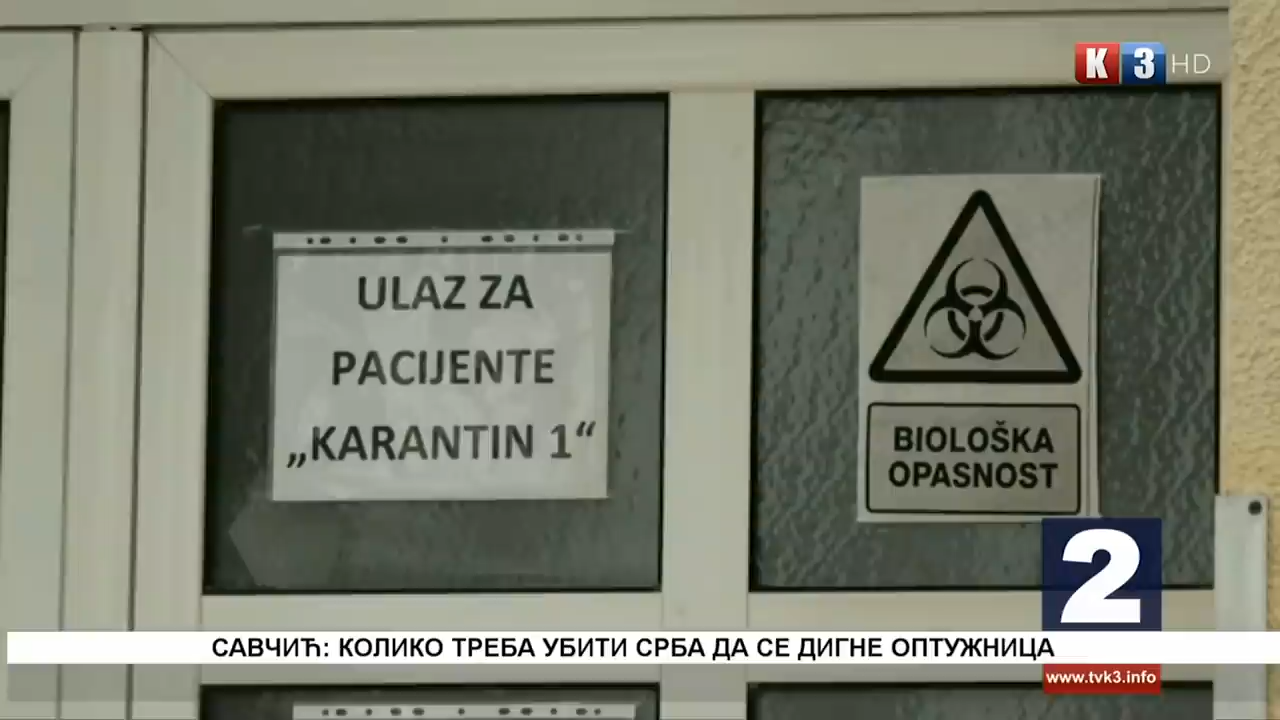 К3 HD
ULAZ ZA
PACIJENTE
„KARANTIN 1“
BIOLOŠKA
OPASNOST
2
САВЧИЋ: КОЛИКО ТРЕБА УБИТИ СРБА ДА СЕ ДИГНЕ ОПТУЖНИЦА
www.tvk3.info